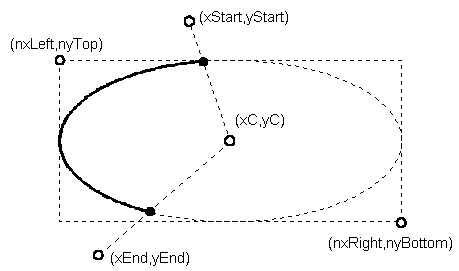 (xStart,yStart)
(nxLeft,nyTop)
(xC,yC)
(nxRight,nyBottom)
(xEnd,yEnd)